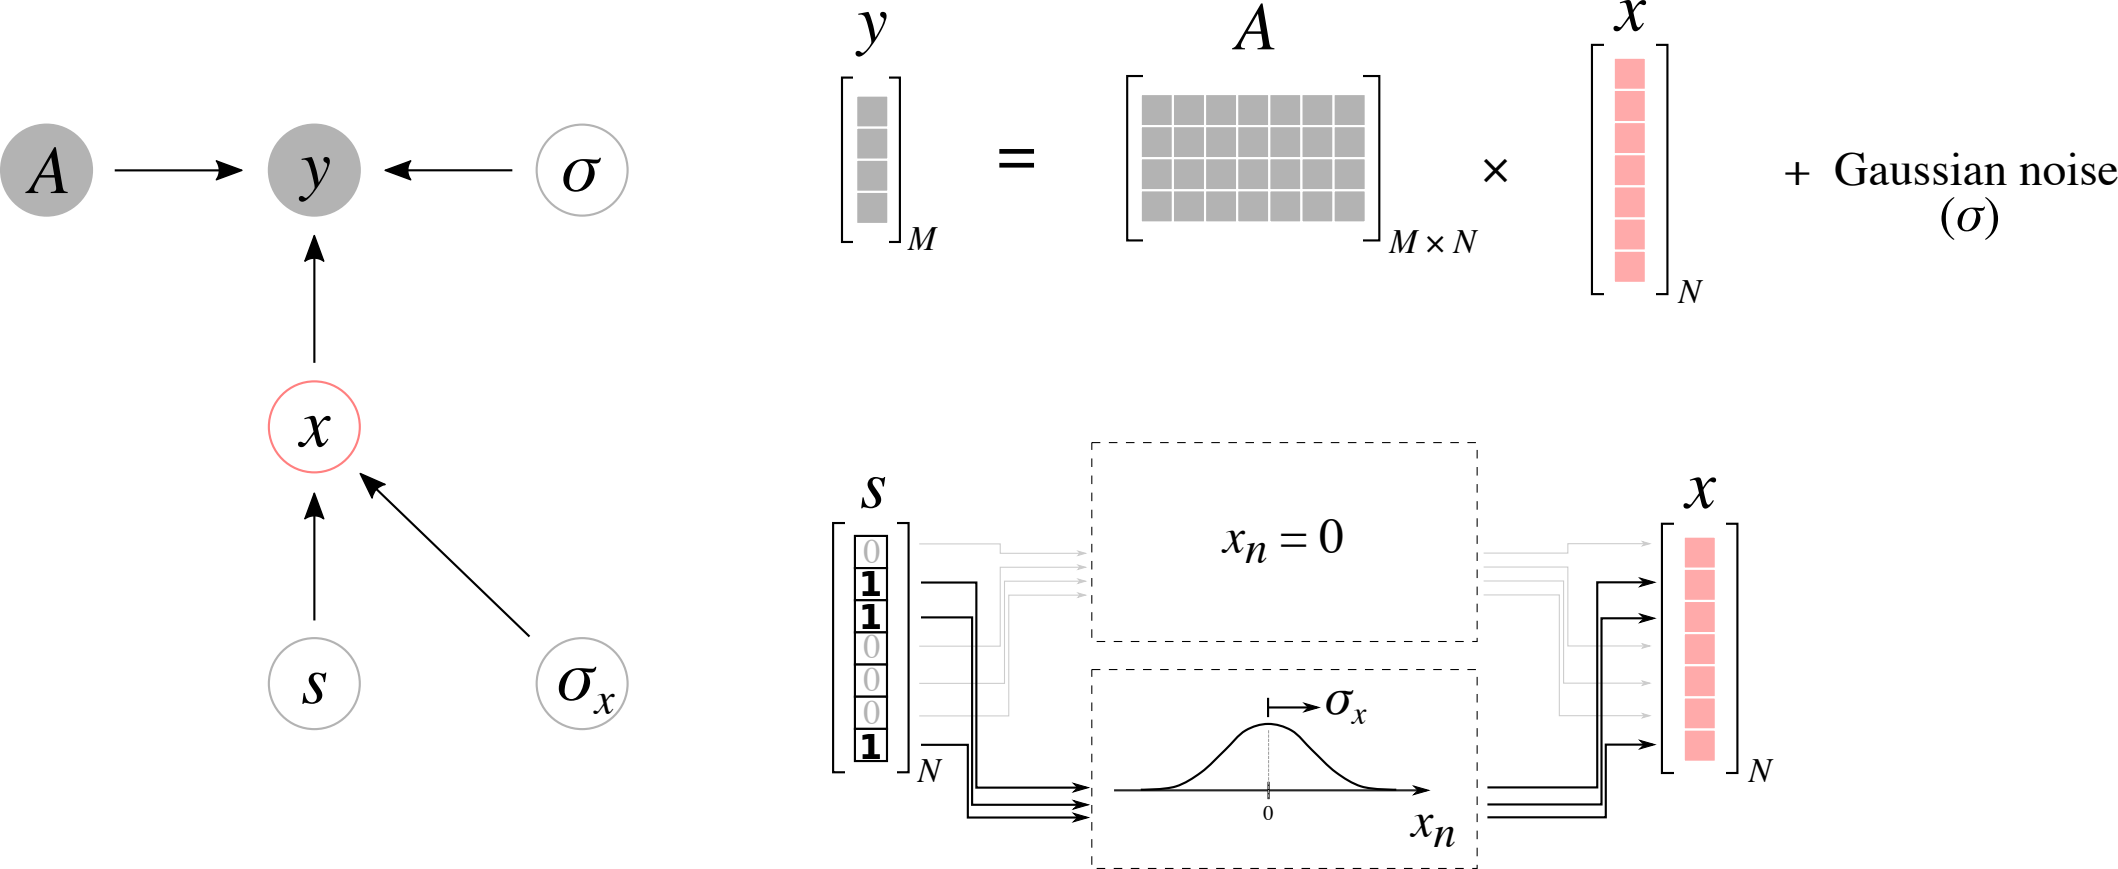 A
y
σ
x
s
σx
y
=
A
×
x
+ Gaussian noise
(σ)
M
M × N
N
s
0
1
1
0
0
0
1
N
xn = 0
σx
0
xn
x
N